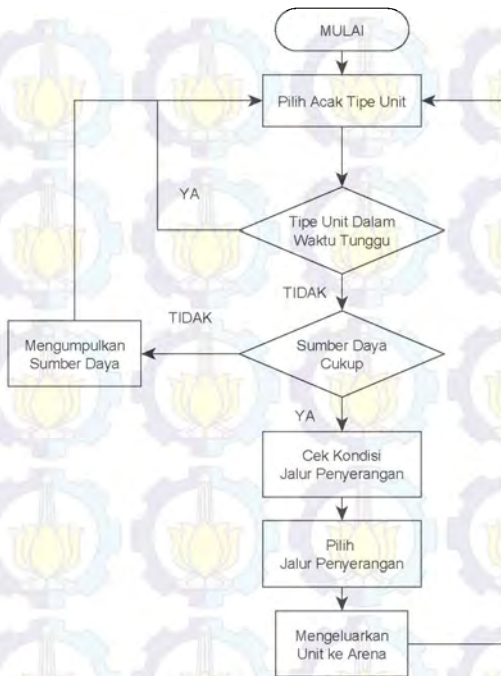 MULAI
Pilih Acak Tipe Unit
YA
Tipe Unit Dalam
Waktu Tunggu
TIDAK
TIDAK
Mengumpulkan
Sumber Daya
Sumber Daya
Cukup
YA
Cek Kondisi
Jalur Penyerangan
Pilih
Jalur Penyerangan
Mengeluarkan
Unit ke Arena